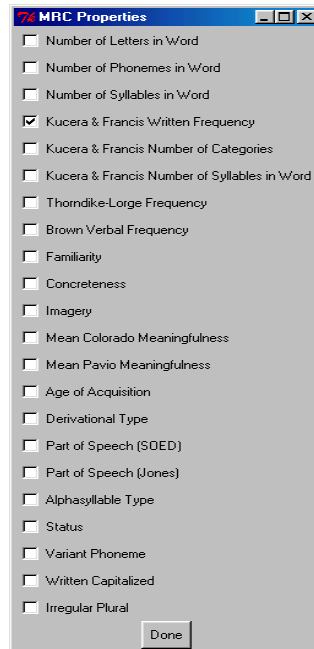 Tk MRC Properties
Number of Letters in Word
Number of Phonemes in Word
Number of Syllables in Word
Kucera & Francis Written Frequency
Kucera & Francis Number of Categories
Kucera & Francis Number of Syllables in Word
Thorndike-Lorge Frequency
Brown Verbal Frequency
Familiarity
Concreteness
Imagery
Mean Colorado Meaningfulness
Mean Pavio Meaningfulness
Age of Acquisition
Derivational Type
Part of Speech (SOED)
Part of Speech (Jones)
Alphasyllable Type
Status
Variant Phoneme
Written Capitalized
Irregular Plural
Done